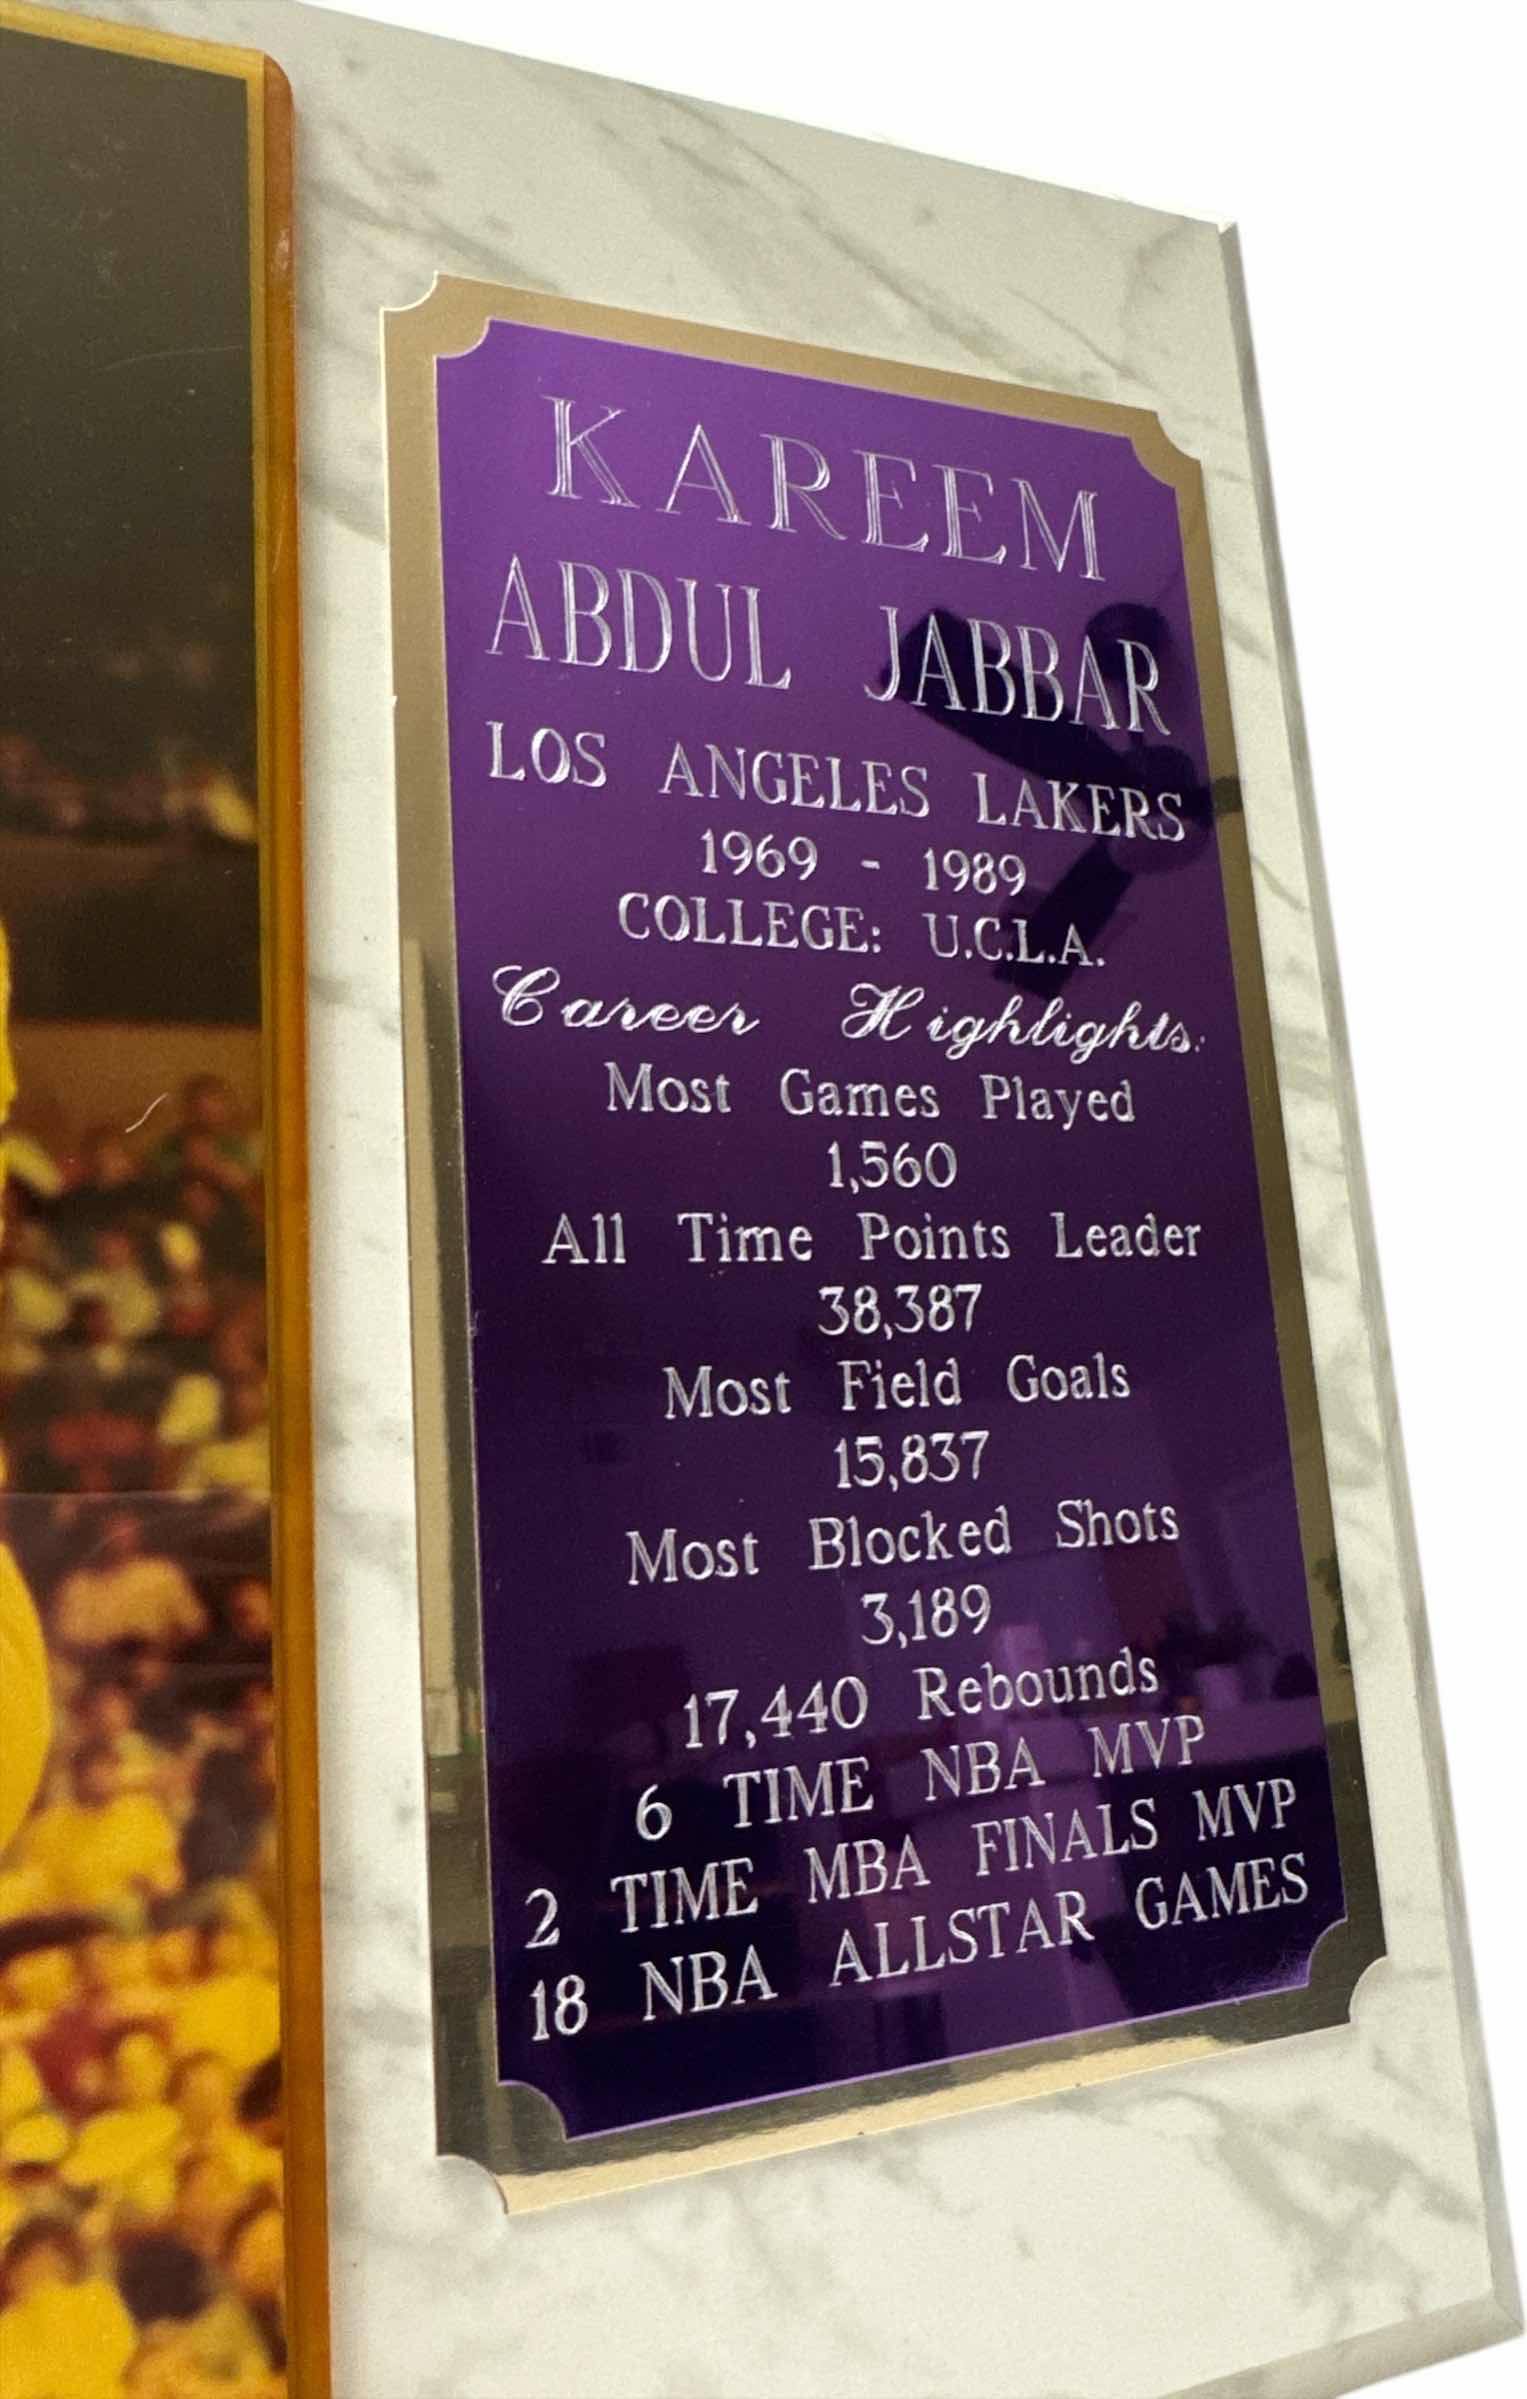 KAREEM
ABDUL JABBAR
LOS ANGELES LAKERS
1969 - 1989
COLLEGE: U.C.L.A.
Career Highlights:
Most Games Played
1,560
All Time Points Leader
38,387
Most Field Goals
15,837
Most Blocked Shots
3,189
17,440 Rebounds
6 TIME NBA MVP
2 TIME MBA FINALS MVP
18 NBA ALLSTAR GAMES